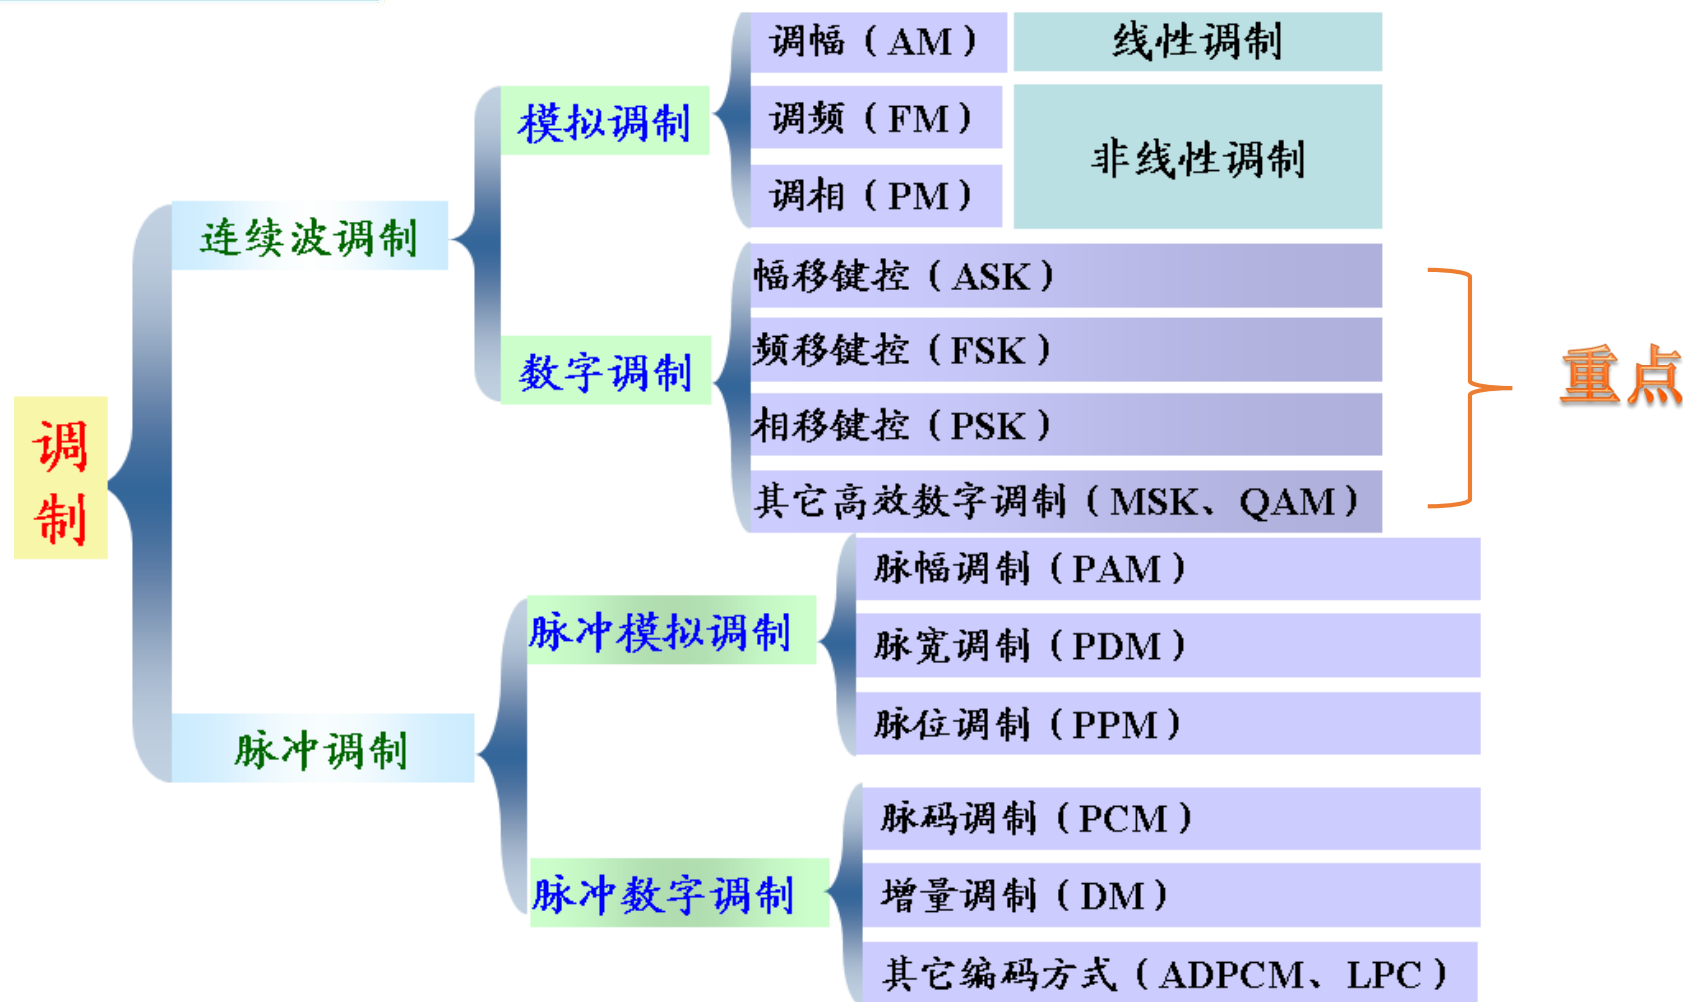 调制
连续波调制
模拟调制
调幅（AM）
线性调制
调频（FM）
调相（PM）
非线性调制
数字调制
幅移键控（ASK）
频移键控（FSK）
相移键控（PSK）
其它高效数字调制（MSK、QAM）
重点
脉冲调制
脉冲模拟调制
脉幅调制（PAM）
脉宽调制（PDM）
脉位调制（PPM）
脉冲数字调制
脉码调制（PCM）
增量调制（DM）
其它编码方式（ADPCM、LPC）